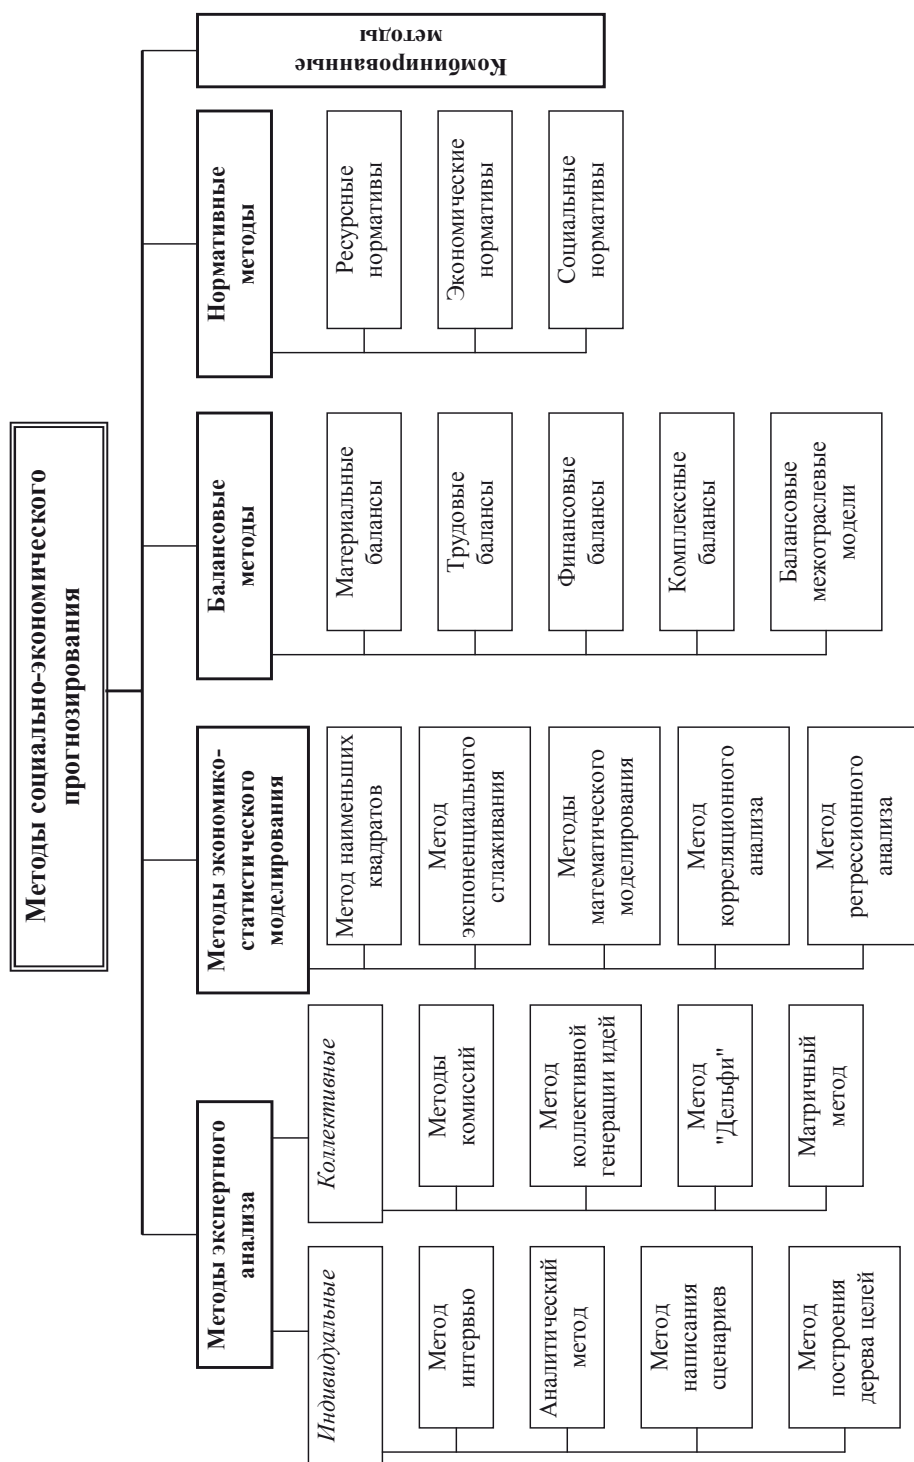 Методы социально-экономического
прогнозирования
Методы экспертного
анализа
Индивидуальные
Метод
интервью
Аналитический
метод
Метод
написания
сценариев
Метод
построения
дерева целей
Коллективные
Методы
комиссий
Метод
коллективной
генерации идей
Метод
"Дельфи"
Матричный
метод
Методы экономико-
статистического
моделирования
Метод наименьших
квадратов
Метод
экспоненциального
сглаживания
Методы
математического
моделирования
Метод
корреляционного
анализа
Метод
регрессионного
анализа
Балансовые
методы
Материальные
балансы
Трудовые
балансы
Финансовые
балансы
Комплексные
балансы
Балансовые
межотраслевые
модели
Нормативные
методы
Ресурсные
нормативы
Экономические
нормативы
Социальные
нормативы
Комбинированные
методы